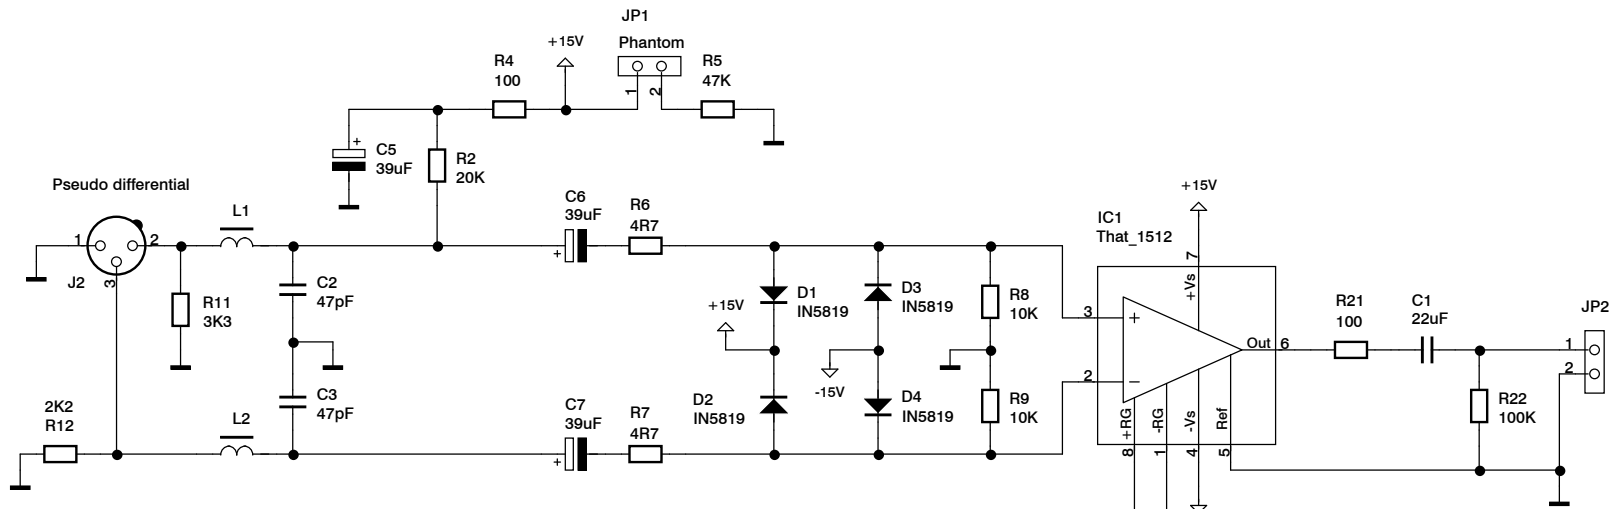 JP1
Phantom
+15V
R4
100
R5
47K
1
2
+
C5
39uF
R2
20K
Pseudo differential
1
2
3
J2
L1
C6
39uF
+
R6
4R7
R11
3K3
C2
47pF
C3
47pF
2K2
R12
L2
C7
39uF
+
R7
4R7
+15V
D1
IN5819
D2
IN5819
D3
IN5819
-15V
D4
IN5819
R8
10K
R9
10K
+15V
IC1
That_1512
7
+Vs
3
+
2
−
Out
6
+RG
-RG
-Vs
Ref
8
1
4
5
R21
100
C1
22uF
R22
100K
JP2
1
2